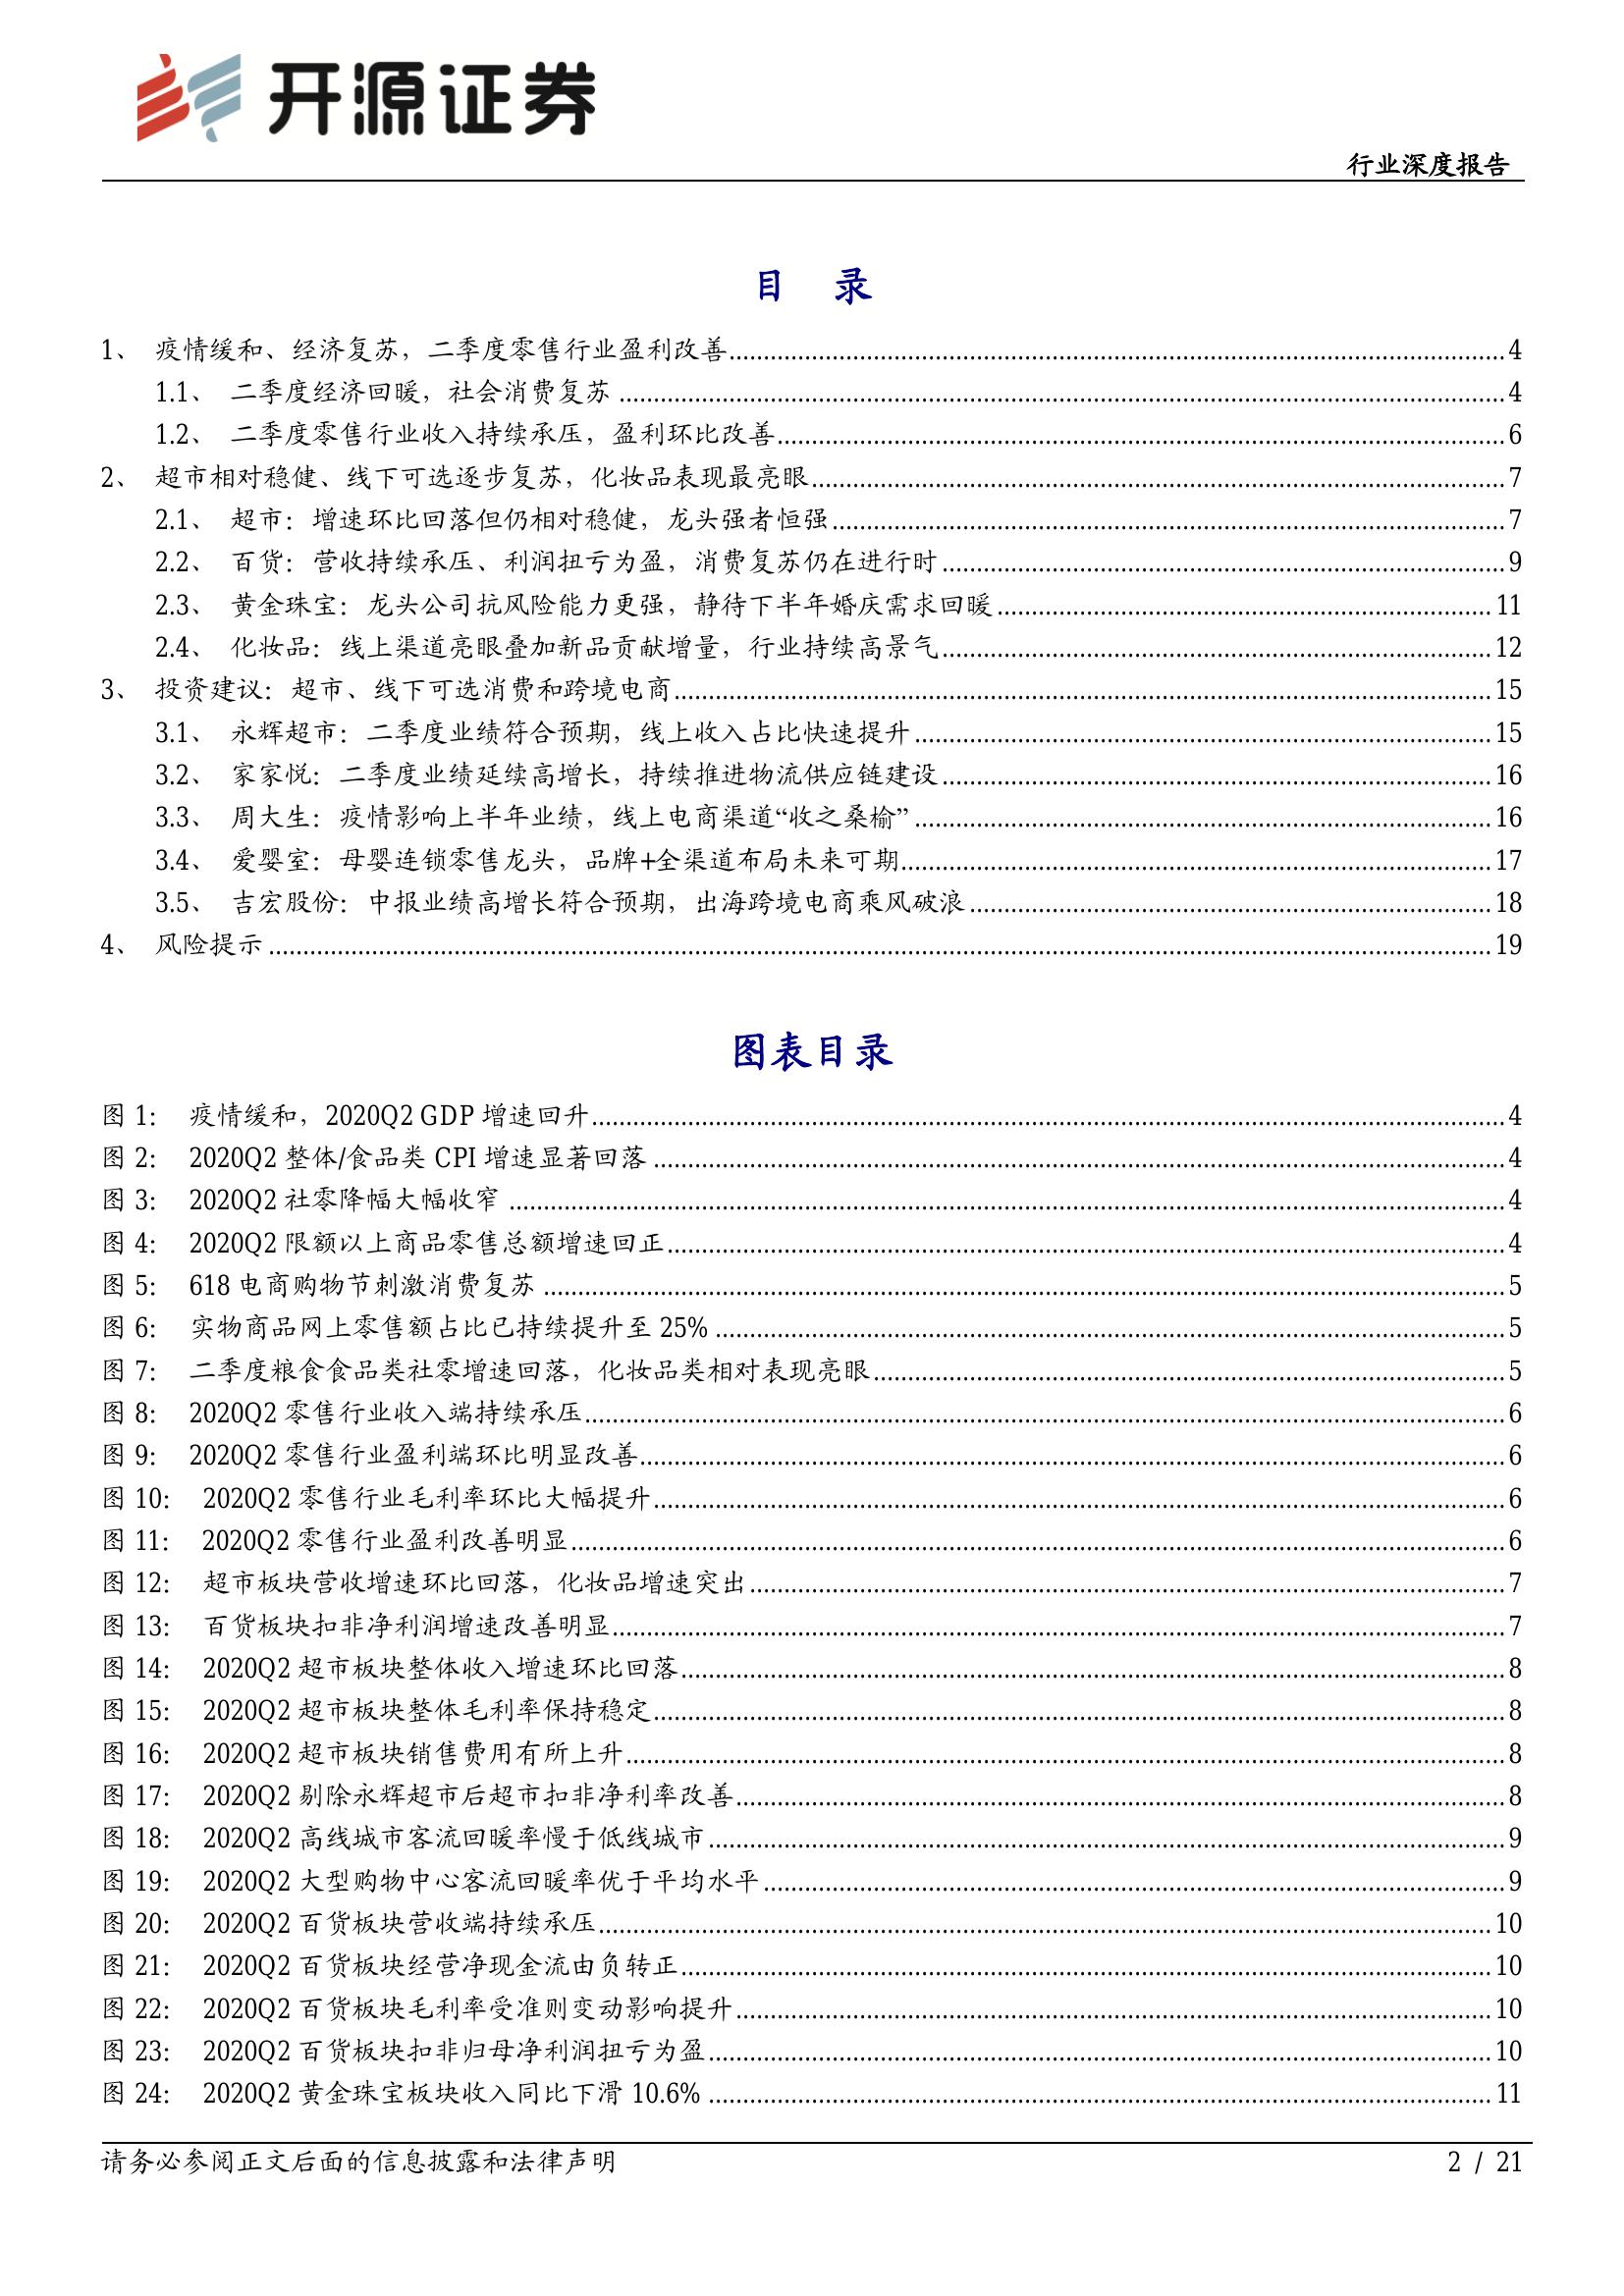 开源证券
行业深度报告
目 录
1、 疫情缓和、经济复苏，二季度零售行业盈利改善 4
1.1、 二季度经济回暖，社会消费复苏 4
1.2、 二季度零售行业收入持续承压，盈利环比改善 6
2、 超市相对稳健、线下可选逐步复苏，化妆品表现最亮眼 7
2.1、 超市：增速环比回落但仍相对稳健，龙头强者恒强 7
2.2、 百货：营收持续承压、利润扭亏为盈，消费复苏仍在进行时 9
2.3、 黄金珠宝：龙头公司抗风险能力更强，静待下半年婚庆需求回暖 11
2.4、 化妆品：线上渠道亮眼叠加新品贡献增量，行业持续高景气 12
3、 投资建议：超市、线下可选消费和跨境电商 15
3.1、 永辉超市：二季度业绩符合预期，线上收入占比快速提升 15
3.2、 家家悦：二季度业绩延续高增长，持续推进物流供应链建设 16
3.3、 周大生：疫情影响上半年业绩，线上电商渠道“收之桑榆” 16
3.4、 爱婴室：母婴连锁零售龙头，品牌+全渠道布局未来可期 17
3.5、 吉宏股份：中报业绩高增长符合预期，出海跨境电商乘风破浪 18
4、 风险提示 19
图表目录
图 1： 疫情缓和，2020Q2 GDP 增速回升 4
图 2： 2020Q2 整体/食品类 CPI 增速显著回落 4
图 3： 2020Q2 社零降幅大幅收窄 4
图 4： 2020Q2 限额以上商品零售总额增速回正 4
图 5： 618 电商购物节刺激消费复苏 5
图 6： 实物商品网上零售额占比已持续提升至 25% 5
图 7： 二季度粮食食品类社零增速回落，化妆品类相对表现亮眼 5
图 8： 2020Q2 零售行业收入端持续承压 6
图 9： 2020Q2 零售行业盈利端环比明显改善 6
图 10： 2020Q2 零售行业毛利率环比大幅提升 6
图 11： 2020Q2 零售行业盈利改善明显 6
图 12： 超市板块营收增速环比回落，化妆品增速突出 7
图 13： 百货板块扣非净利润增速改善明显 7
图 14： 2020Q2 超市板块整体收入增速环比回落 8
图 15： 2020Q2 超市板块整体毛利率保持稳定 8
图 16： 2020Q2 超市板块销售费用有所上升 8
图 17： 2020Q2 剔除永辉超市后超市扣非净利率改善 8
图 18： 2020Q2 高线城市客流回暖率慢于低线城市 9
图 19： 2020Q2 大型购物中心客流回暖率优于平均水平 9
图 20： 2020Q2 百货板块营收端持续承压 10
图 21： 2020Q2 百货板块经营净现金流由负转正 10
图 22： 2020Q2 百货板块毛利率受准则变动影响提升 10
图 23： 2020Q2 百货板块扣非归母净利润扭亏为盈 10
图 24： 2020Q2 黄金珠宝板块收入同比下滑 10.6% 11
请务必参阅正文后面的信息披露和法律声明
2 / 21